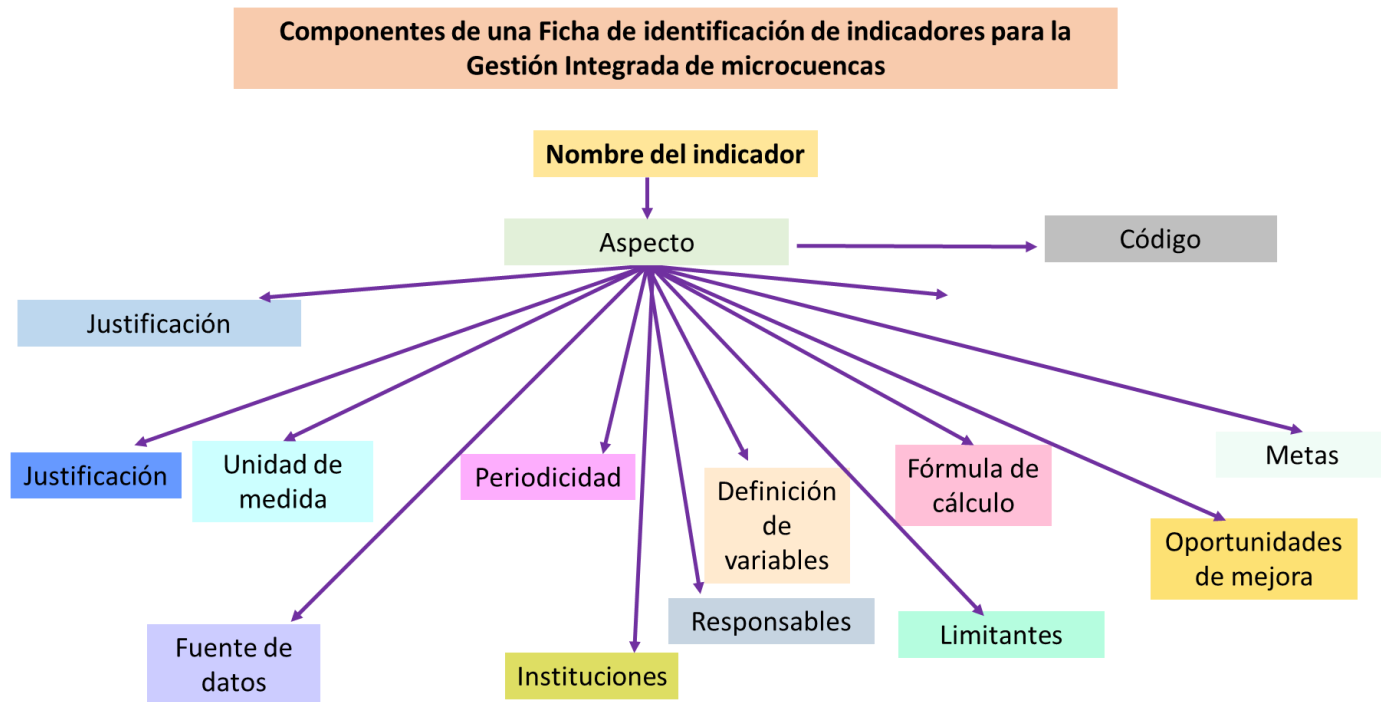 Componentes de una Ficha de identificación de indicadores para la
Gestión Integrada de microcuencas
Nombre del indicador
Aspecto
Código
Justificación
Justificación
Unidad de
medida
Periodicidad
Definición
de
variables
Fórmula de
cálculo
Metas
Oportunidades
de mejora
Fuente de
datos
Instituciones
Responsables
Limitantes